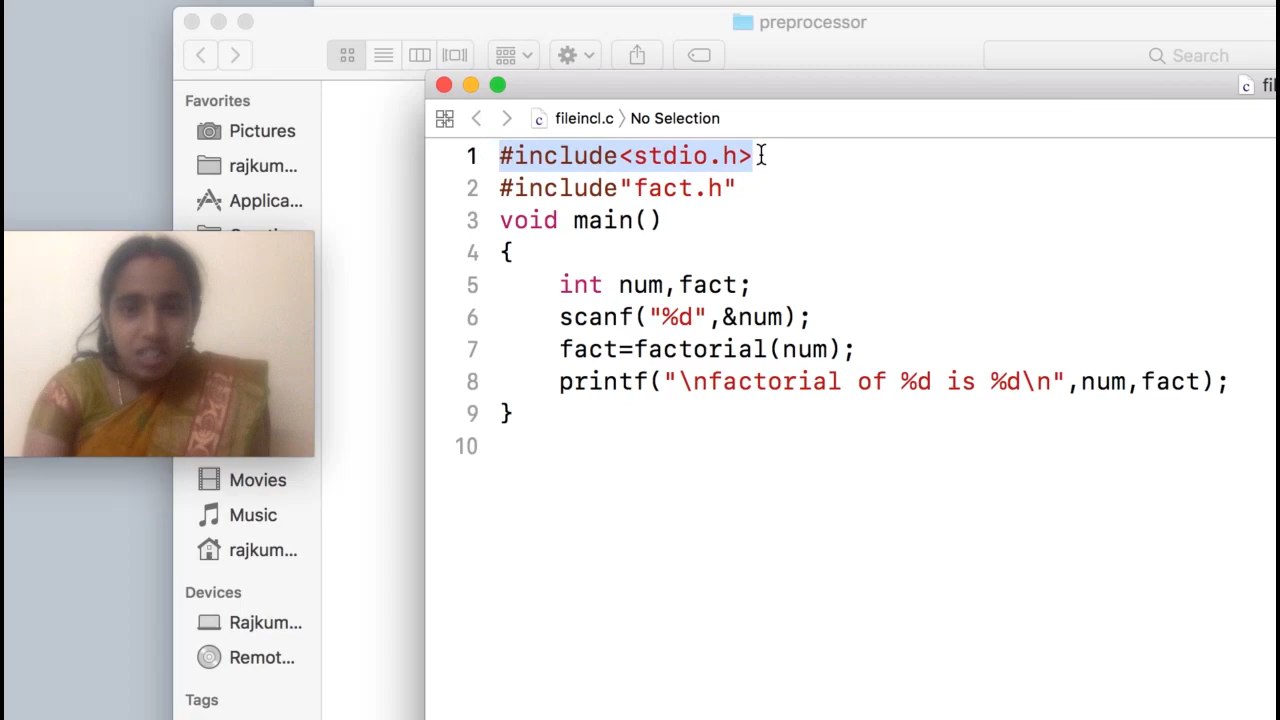 preprocessor
Search
Favorites
Pictures
rajkum...
Applica...
Movies
Music
rajkum...
Devices
Rajkum...
Remot...
Tags
fileincl.c 〉 No Selection
1 #include<stdio.h>
2 #include"fact.h"
3 void main()
4 {
5 int num,fact;
6 scanf("%d",&num);
7 fact=factorial(num);
8 printf("\nfactorial of %d is %d\n",num,fact);
9 }
10